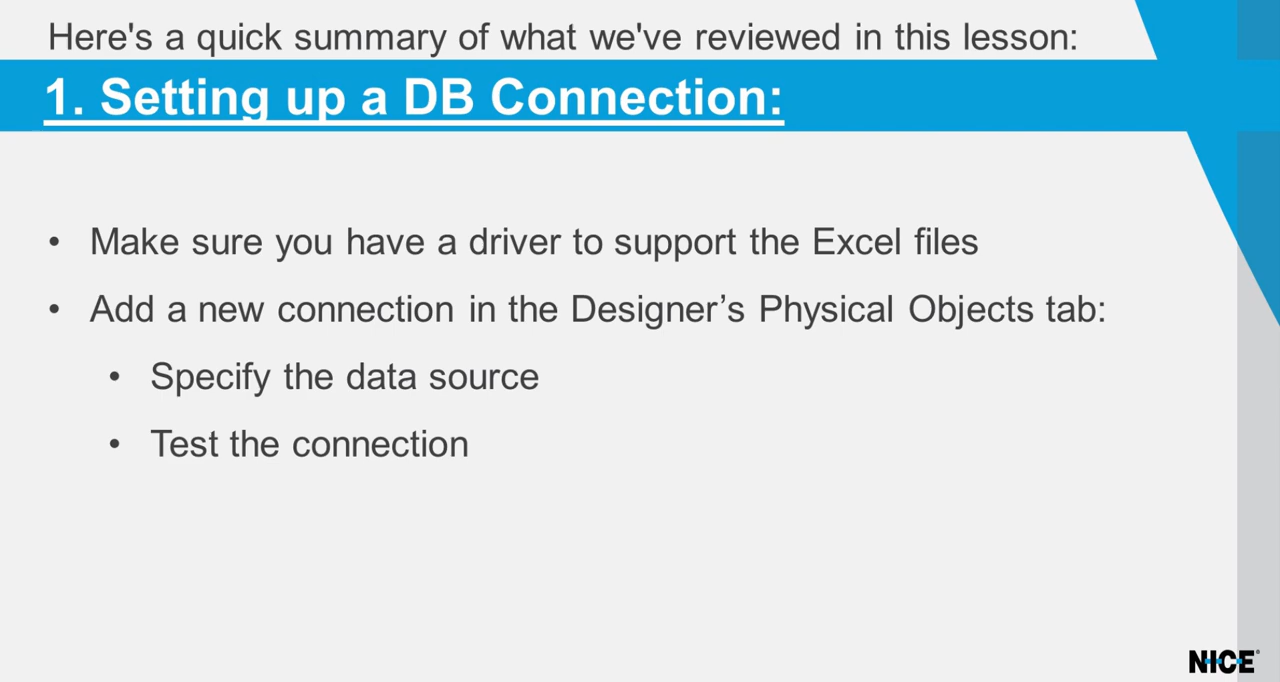 Here's a quick summary of what we've reviewed in this lesson:
1. Setting up a DB Connection:
• Make sure you have a driver to support the Excel files
• Add a new connection in the Designer’s Physical Objects tab:
• Specify the data source
• Test the connection
NICE®